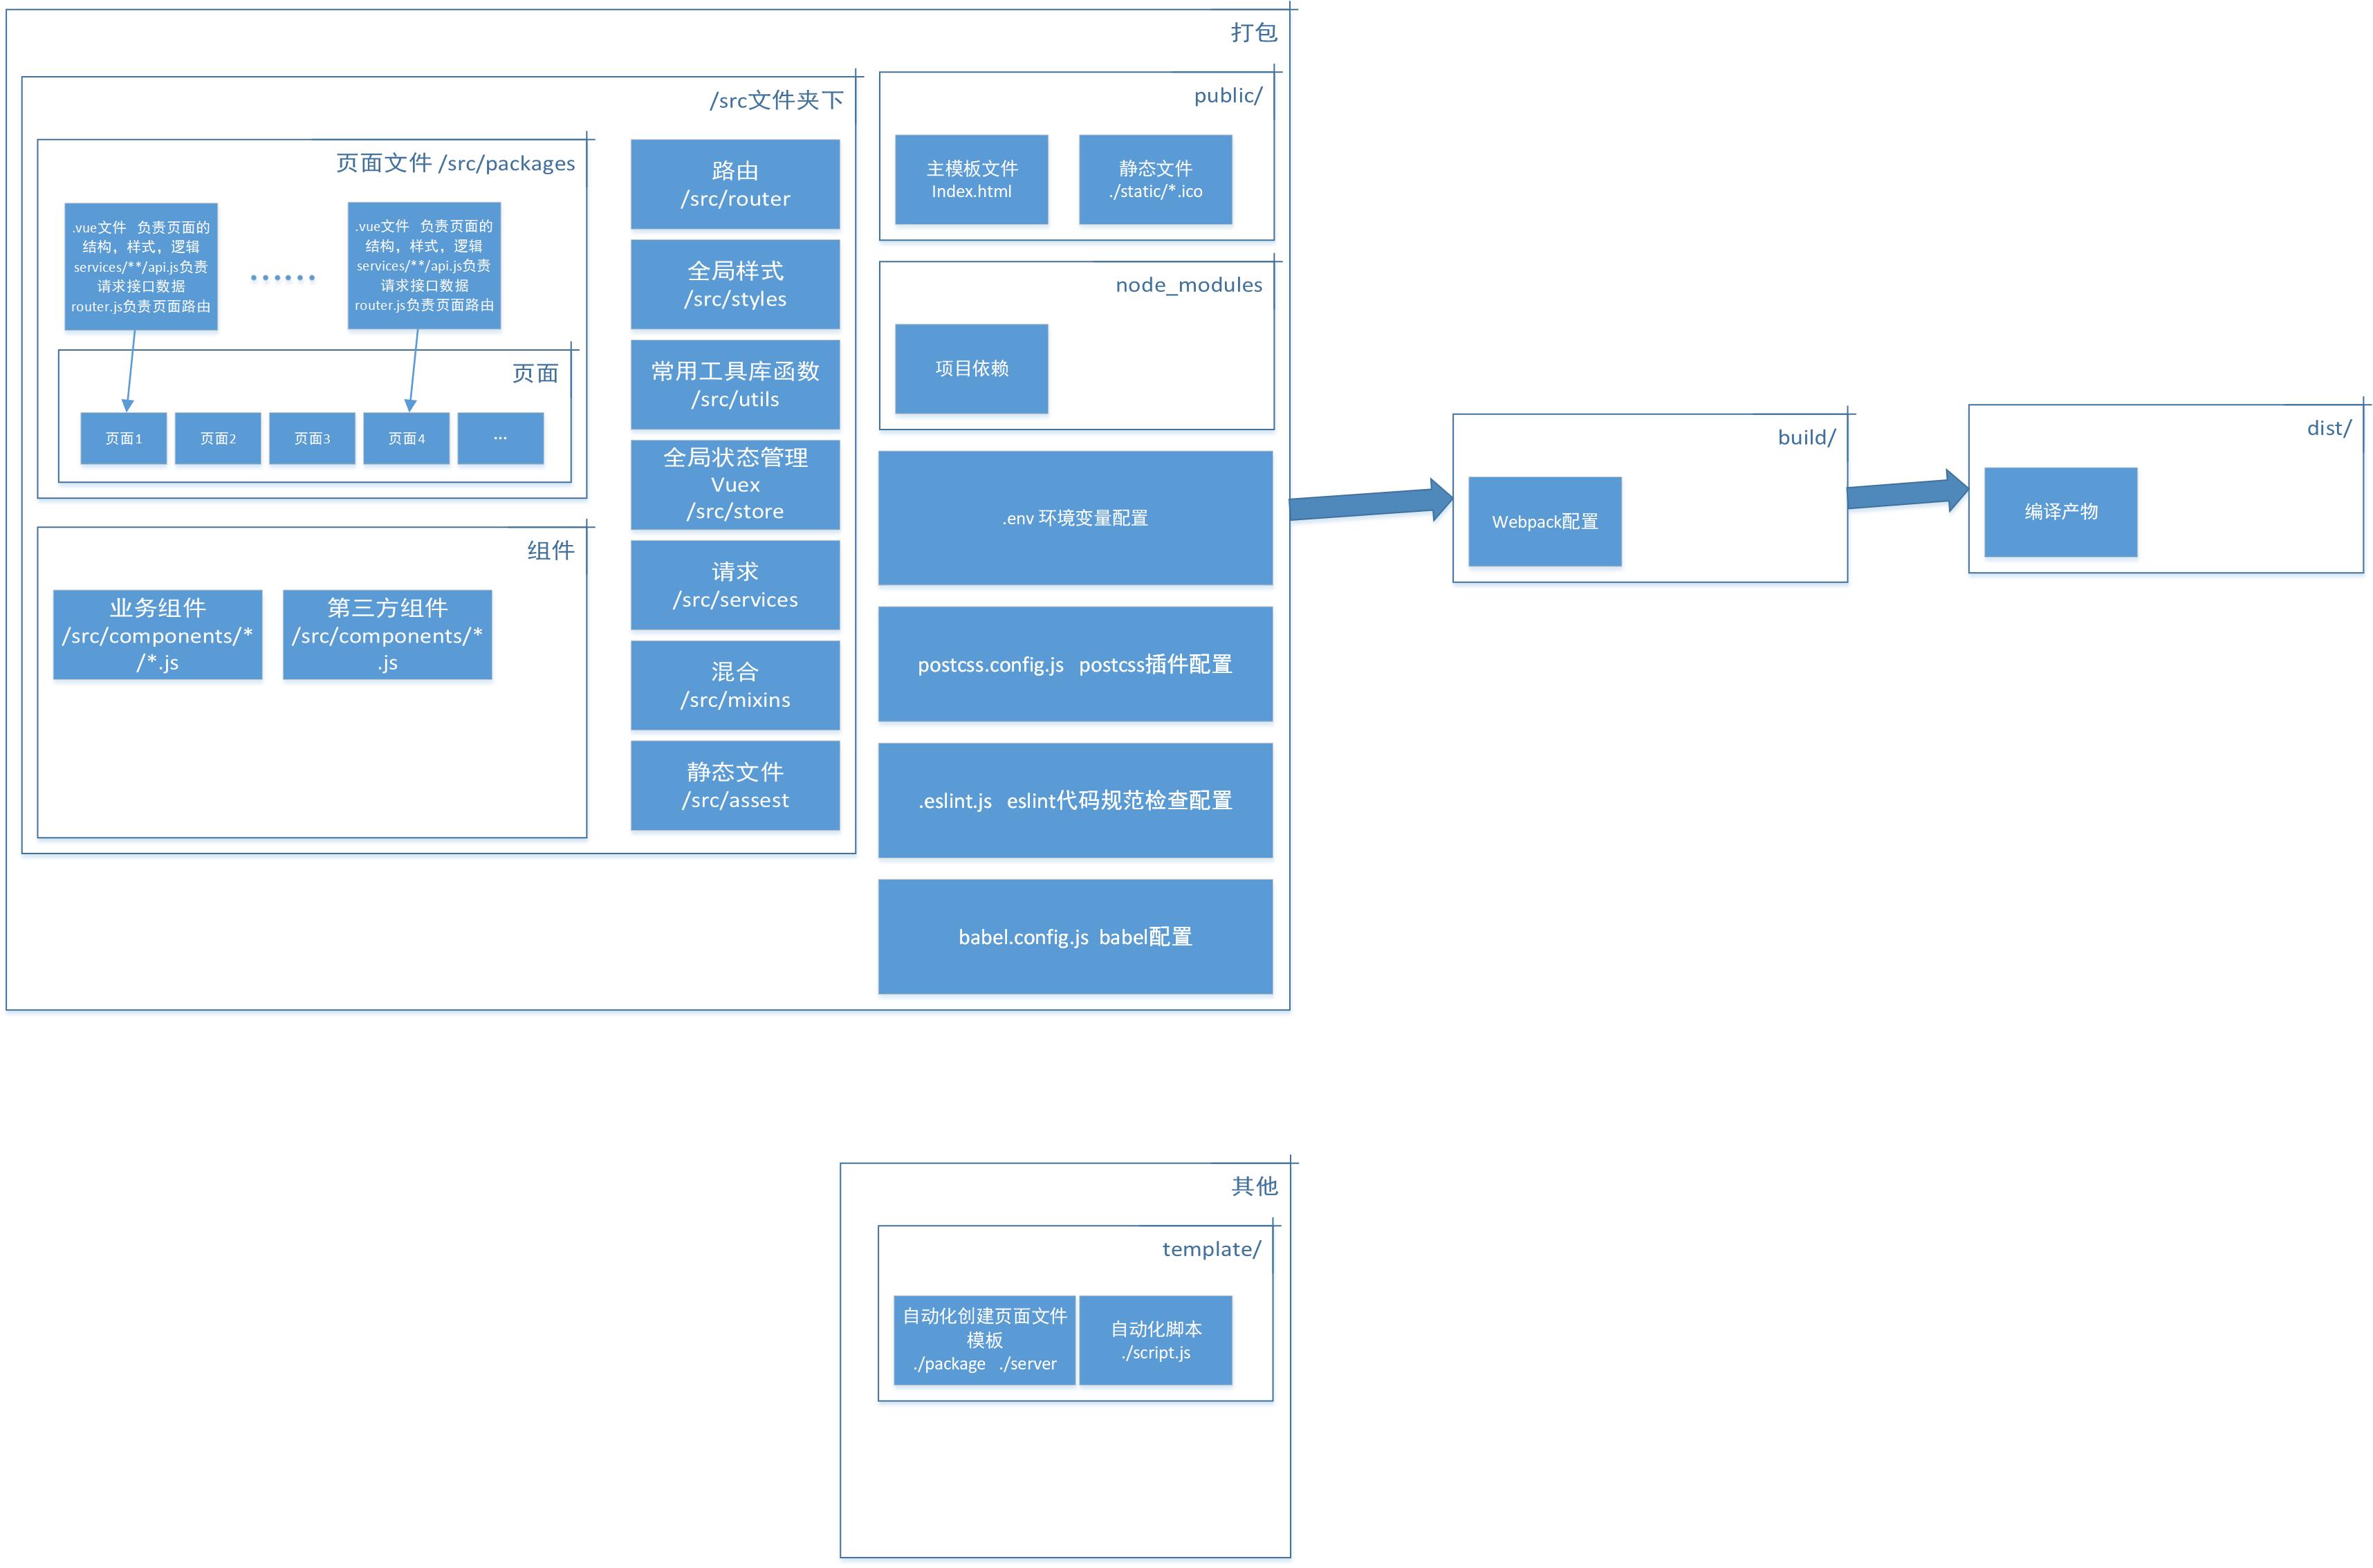 打包
/src文件夹下
页面文件 /src/packages
.vue文件 负责页面的
结构，样式，逻辑
services/**/api.js负责
请求接口数据
router.js负责页面路由
......
.vue文件 负责页面的
结构，样式，逻辑
services/**/api.js负责
请求接口数据
router.js负责页面路由
页面
页面1
页面2
页面3
页面4
...
组件
业务组件
/src/components/*
/*.js
第三方组件
/src/components/*
.js
路由
/src/router
全局样式
/src/styles
常用工具库函数
/src/utils
全局状态管理
Vuex
/src/store
请求
/src/services
混合
/src/mixins
静态文件
/src/assest
public/
主模板文件
Index.html
静态文件
./static/*.ico
node_modules
项目依赖
.env 环境变量配置
postcss.config.js postcss插件配置
.eslint.js eslint代码规范检查配置
babel.config.js babel配置
build/
Webpack配置
dist/
编译产物
其他
template/
自动化创建页面文件
模板
./package ./server
自动化脚本
./script.js